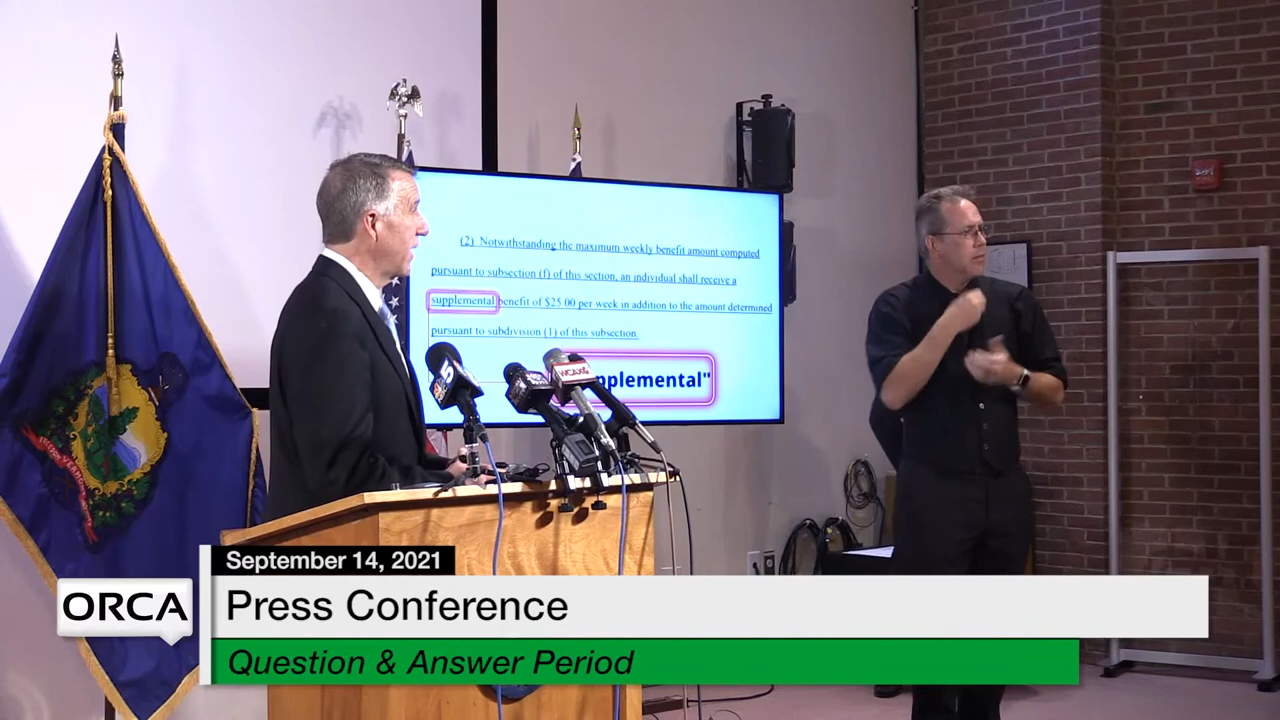 (2) Notwithstanding the maximum weekly benefit amount computed
pursuant to subsection (f) of this section, an individual shall receive a
supplemental benefit of $25.00 per week in addition to the amount determined
pursuant to subdivision (1) of this subsection.
pplemental"
5
WCAX
September 14, 2021
ORCA
Press Conference
Question & Answer Period